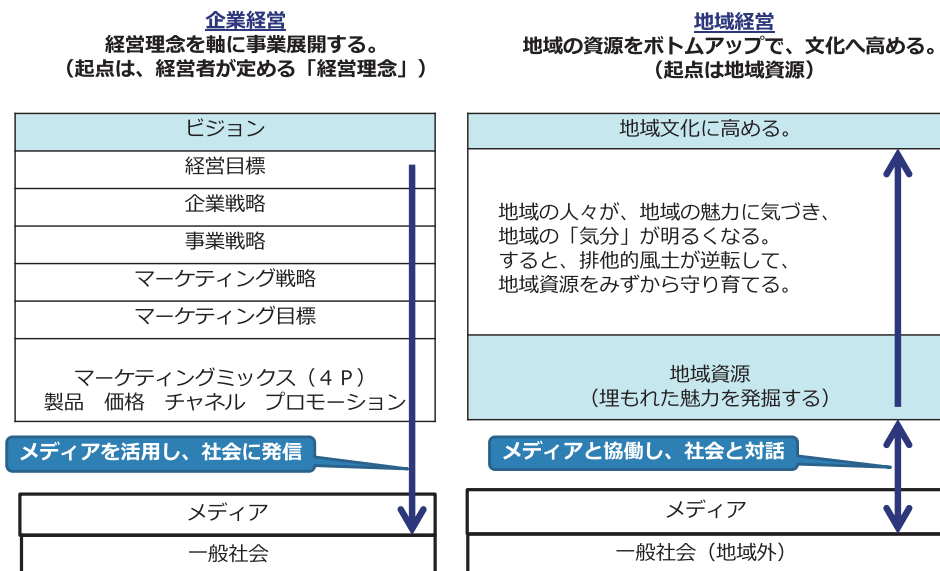 企業経営
経営理念を軸に事業展開する。
（起点は、経営者が定める「経営理念」）
ビジョン
経営目標
企業戦略
事業戦略
マーケティング戦略
マーケティング目標
マーケティングミックス（４Ｐ）
製品　価格　チャネル　プロモーション
メディアを活用し、社会に発信
メディア
一般社会
地域経営
地域の資源をボトムアップで、文化へ高める。
（起点は地域資源）
地域文化に高める。
地域の人々が、地域の魅力に気づき、
地域の「気分」が明るくなる。
すると、排他的風土が逆転して、
地域資源をみずから守り育てる。
地域資源
（埋もれた魅力を発掘する）
メディアと協働し、社会と対話
メディア
一般社会（地域外）